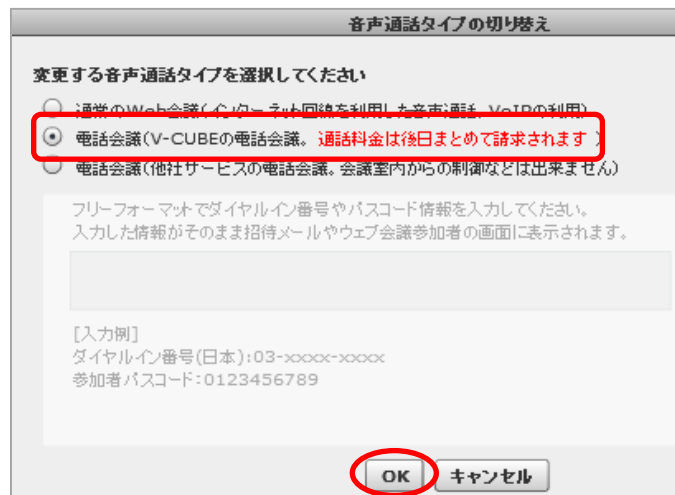 音声通話タイプの切り替え
変更する音声通話タイプを選択してください
通常のWeb会議(インターネット回線を利用した音声通話、VoIPの利用)
電話会議(V-CUBEの電話会議。通話料金は後日まとめて請求されます)
電話会議(他社サービスの電話会議。会議室内からの制御などは出来ません)
フリーフォーマットでダイヤルイン番号やパスコード情報を入力してください。
入力した情報がそのまま招待メールやウェブ会議参加者の画面に表示されます。
[入力例]
ダイヤルイン番号(日本):03-xxxx-xxxx
参加者パスコード:0123456789
OK キャンセル